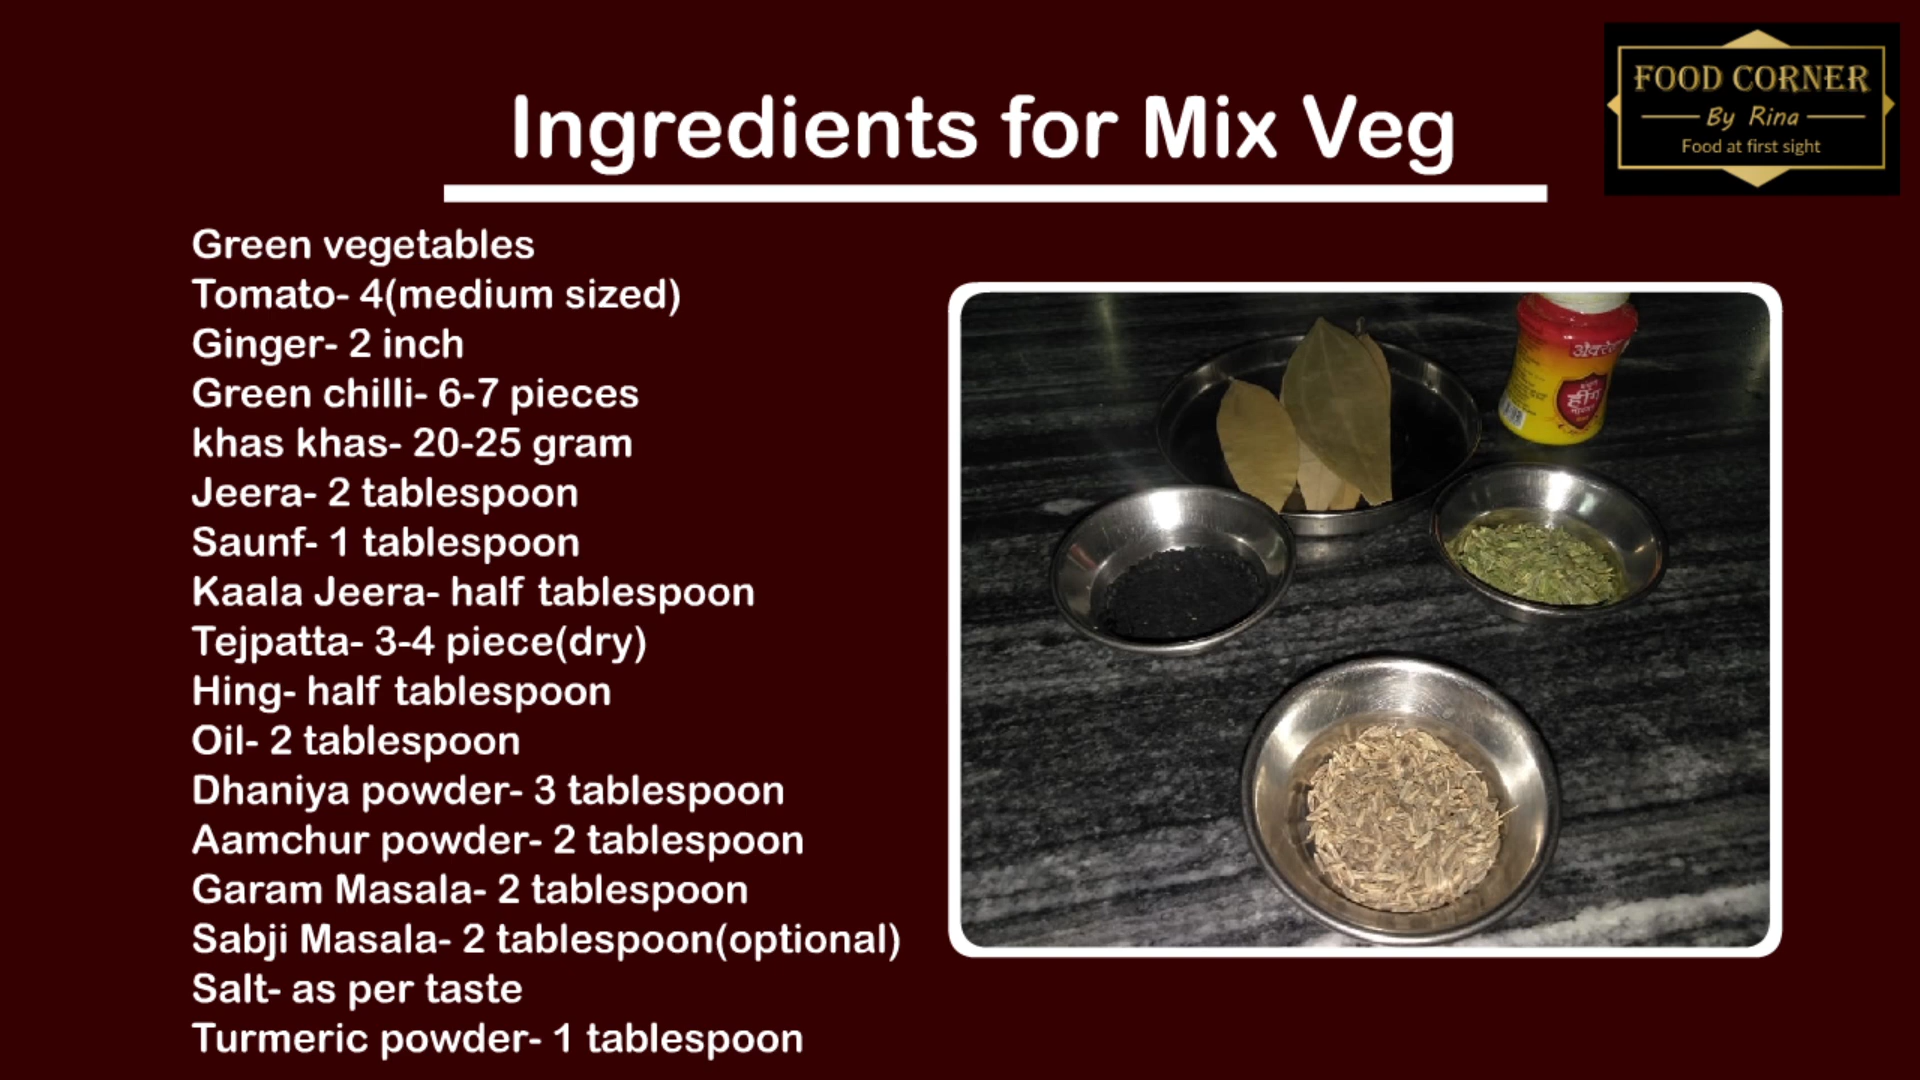 Ingredients for Mix Veg
FOOD CORNER
By Rina
Food at first sight
Green vegetables
Tomato- 4(medium sized)
Ginger- 2 inch
Green chilli- 6-7 pieces
khas khas- 20-25 gram
Jeera- 2 tablespoon
Saunf- 1 tablespoon
Kaala Jeera- half tablespoon
Tejpatta- 3-4 piece(dry)
Hing- half tablespoon
Oil- 2 tablespoon
Dhaniya powder- 3 tablespoon
Aamchur powder- 2 tablespoon
Garam Masala- 2 tablespoon
Sabji Masala- 2 tablespoon(optional)
Salt- as per taste
Turmeric powder- 1 tablespoon
हींग